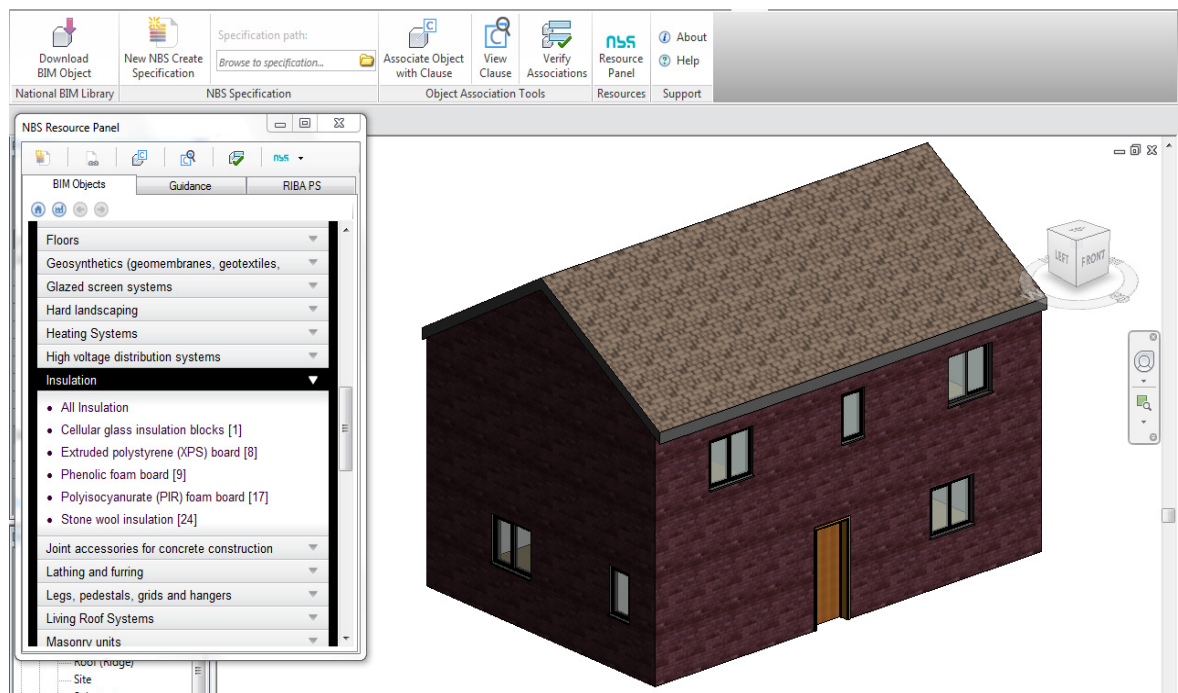 Download
BIM Object
National BIM Library
New NBS Create
Specification
Specification path:
Browse to specification...
NBS Specification
Associate Object
with Clause
View
Clause
Verify
Associations
Object Association Tools
nbs
Resource
Panel
Resources
About
Help
Support
NBS Resource Panel
nbs
BIM Objects
Guidance
RIBA PS
Floors
Geosynthetics (geomembranes, geotextiles,
Glazed screen systems
Hard landscaping
Heating Systems
High voltage distribution systems
Insulation
All Insulation
Cellular glass insulation blocks [1]
Extruded polystyrene (XPS) board [8]
Phenolic foam board [9]
Polyisocyanurate (PIR) foam board [17]
Stone wool insulation [24]
Joint accessories for concrete construction
Lathing and furring
Legs, pedestals, grids and hangers
Living Roof Systems
Masonry units
Roof (Ridge)
Site
TOP
LEFT
FRONT